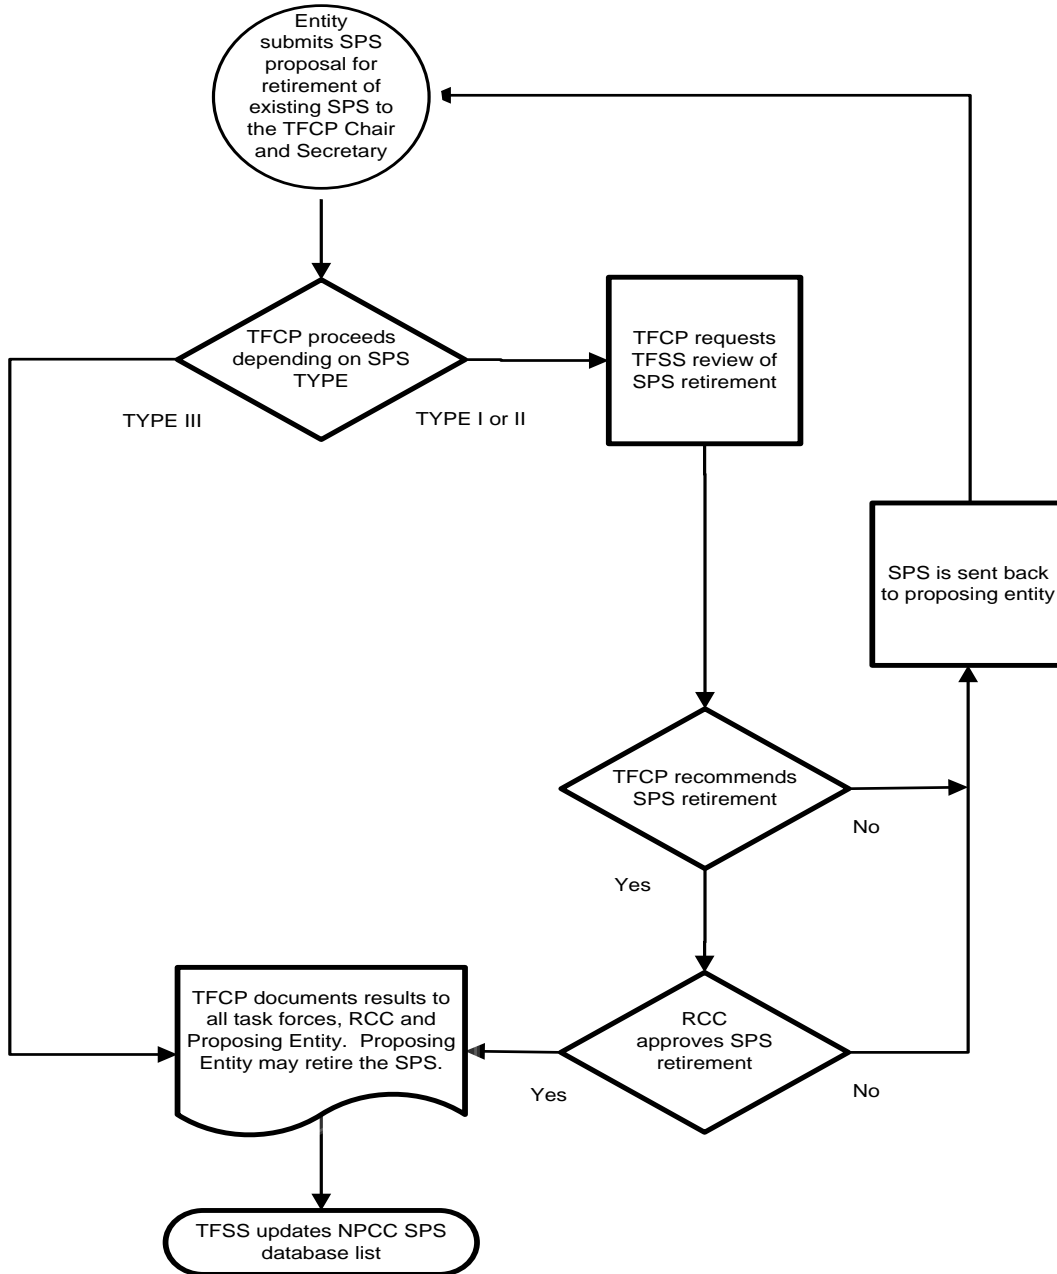 Entity
submits SPS
proposal for
retirement of
existing SPS to
the TFCP Chair
and Secretary
TFCP proceeds
depending on SPS
TYPE
TFCP requests
TFSS review of
SPS retirement
TYPE III
TYPE I or II
SPS is sent back
to proposing entity
TFCP recommends
SPS retirement
No
Yes
TFCP documents results to
all task forces, RCC and
Proposing Entity.  Proposing
Entity may retire the SPS.
RCC
approves SPS
retirement
Yes
No
TFSS updates NPCC SPS
database list